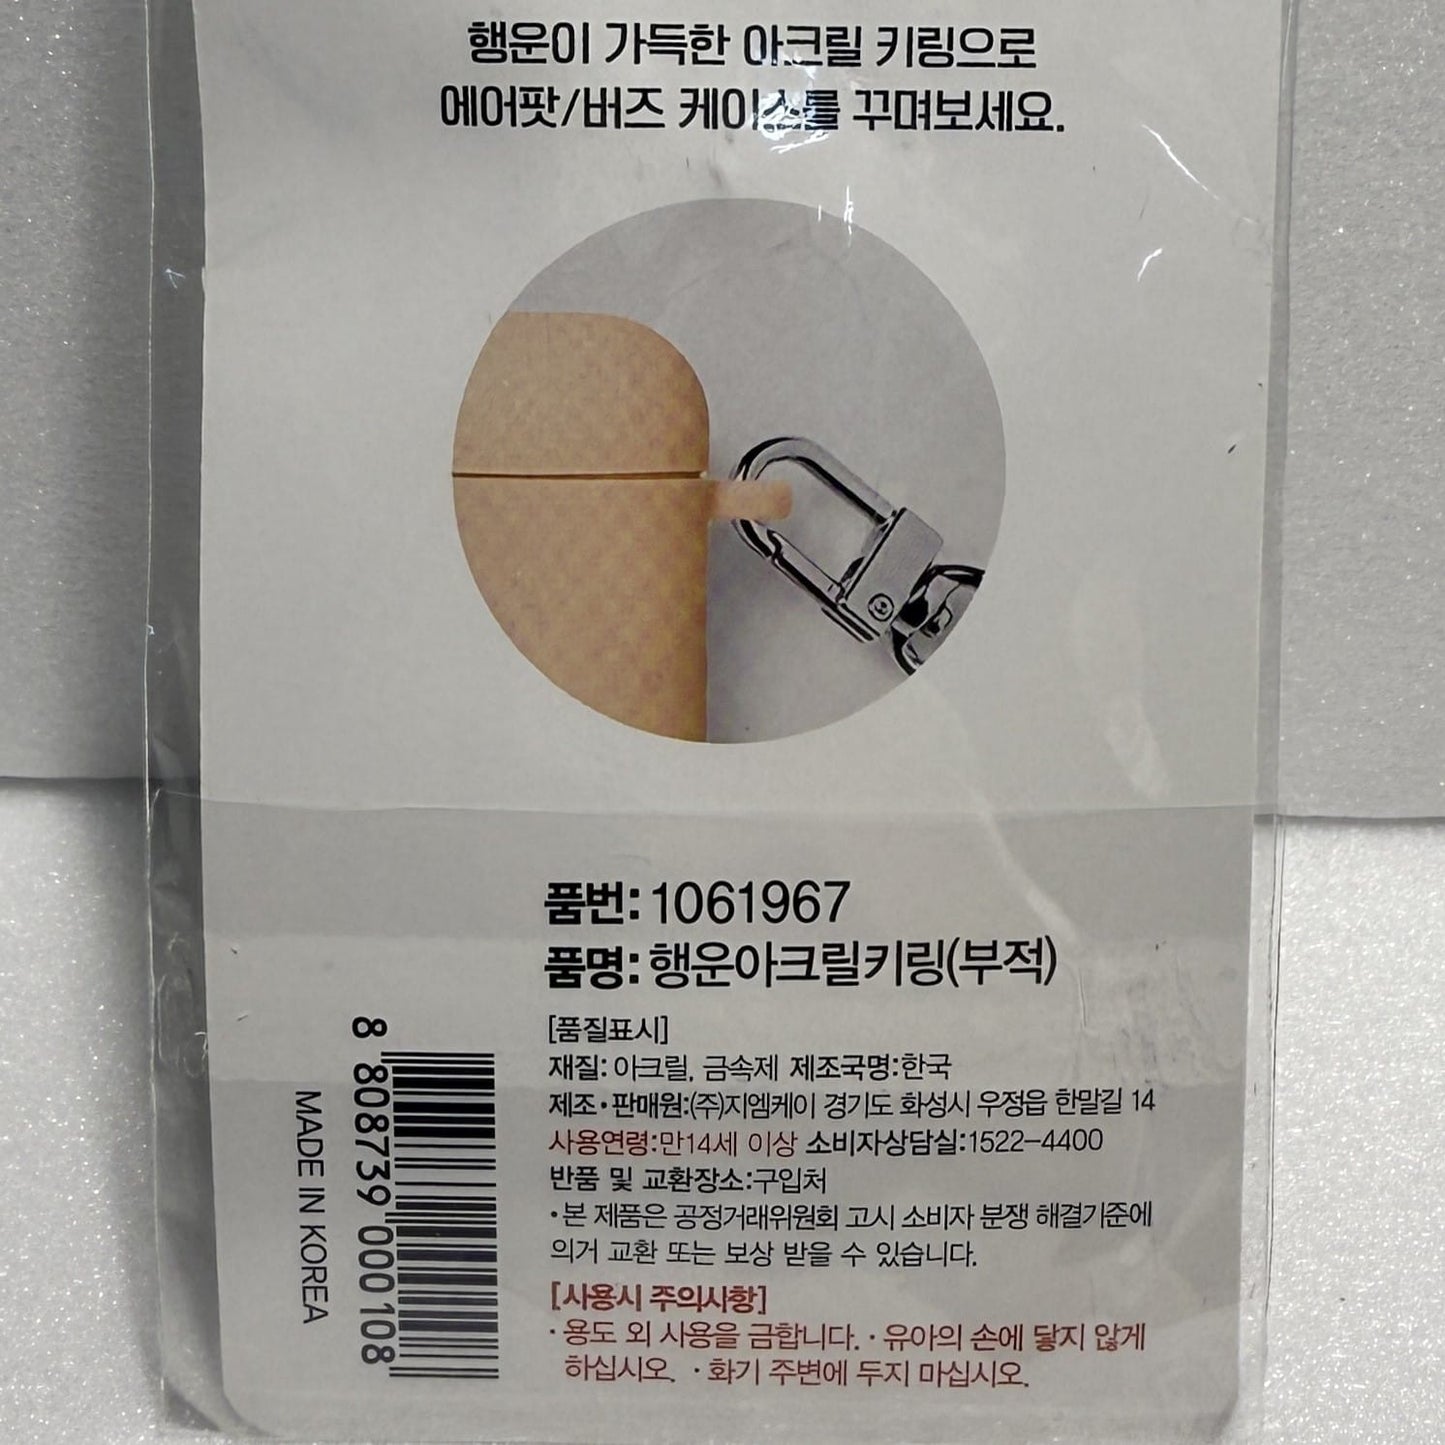 행운이 가득한 아크릴 키링으로
에어팟/버즈 케이스를 꾸며보세요.
품번: 1061967
품명: 행운아크릴키링(부적)
[품질표시]
재질: 아크릴, 금속제 제조국명:한국
제조•판매원:(주)지엠케이 경기도 화성시 우정읍 한말길 14
사용연령:만14세 이상 소비자상담실:1522-4400
반품 및 교환장소:구입처
•본 제품은 공정거래위원회 고시 소비자 분쟁 해결기준에
의거 교환 또는 보상 받을 수 있습니다.
[사용시 주의사항]
·용도 외 사용을 금합니다. ·유아의 손에 닿지 않게
하십시오. ·화기 주변에 두지 마십시오.
8 808739 000108
MADE IN KOREA